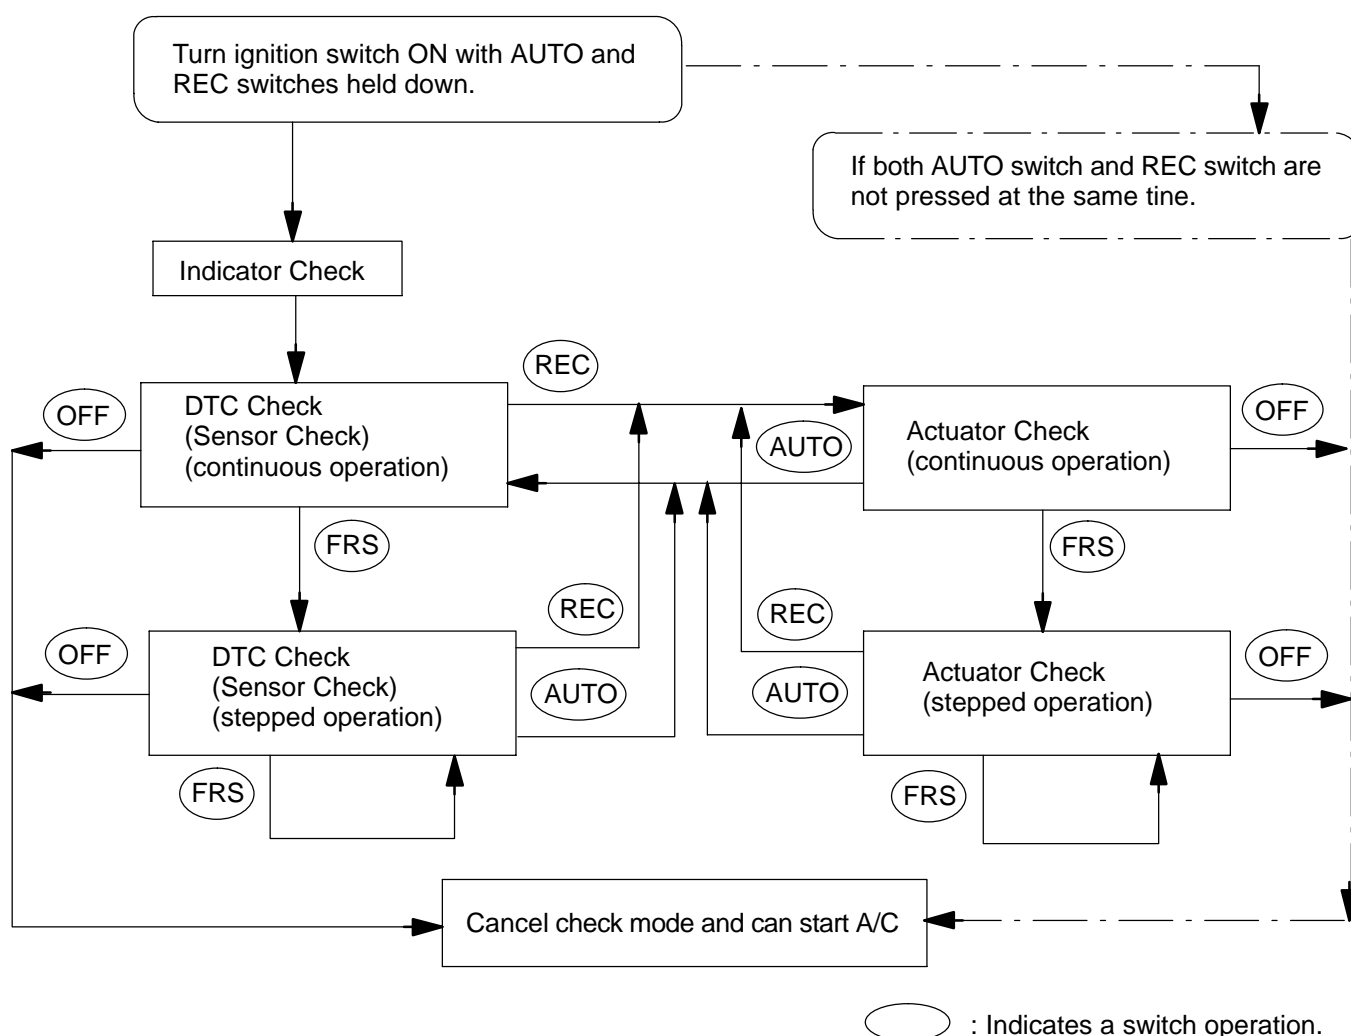 Turn ignition switch ON with AUTO and
REC switches held down.
If both AUTO switch and REC switch are
not pressed at the same tine.
Indicator Check
REC
OFF
DTC Check
(Sensor Check)
(continuous operation)
AUTO
Actuator Check
(continuous operation)
OFF
FRS
FRS
REC
REC
OFF
DTC Check
(Sensor Check)
(stepped operation)
AUTO
AUTO
Actuator Check
(stepped operation)
OFF
FRS
FRS
Cancel check mode and can start A/C
: Indicates a switch operation.